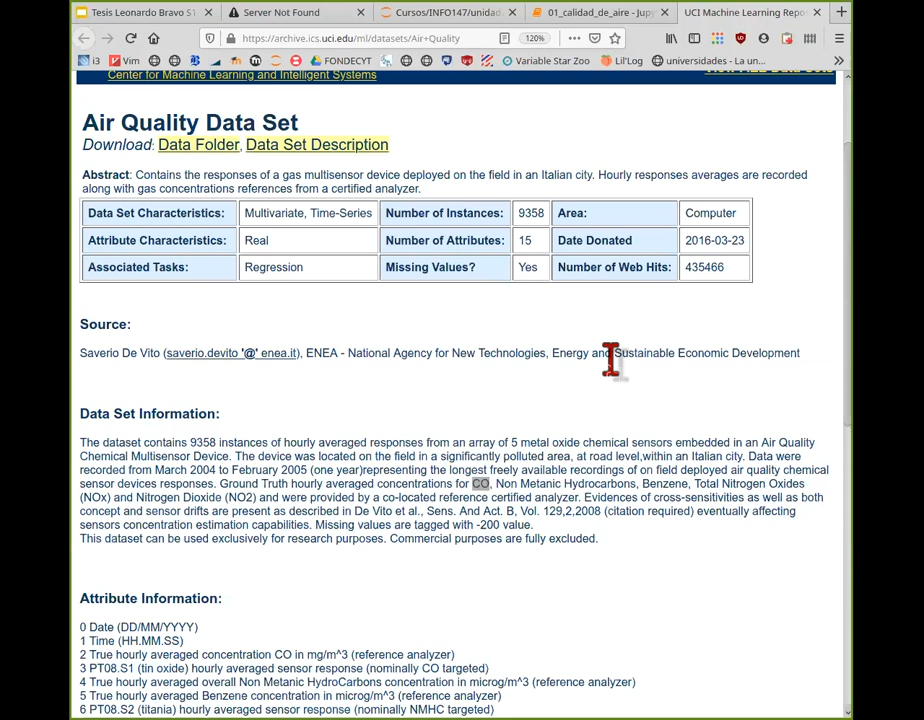 Tesis Leonardo Bravo S1
Server Not Found
Cursos/INFO147/unidad.
01_calidad_de_aire - Jupyt
UCI Machine Learning Repo
https://archive.ics.uci.edu/ml/datasets/Air+Quality
120%
i3
Vim
FONDECYT
Variable Star Zoo
Lil'Log
universidades - La un...
Center for Machine Learning and Intelligent Systems
View ALL Data Sets
Air Quality Data Set
Download: Data Folder, Data Set Description
Abstract: Contains the responses of a gas multisensor device deployed on the field in an Italian city. Hourly responses averages are recorded
along with gas concentrations references from a certified analyzer.
Data Set Characteristics: Multivariate, Time-Series Number of Instances: 9358 Area: Computer
Attribute Characteristics: Real Number of Attributes: 15 Date Donated 2016-03-23
Associated Tasks: Regression Missing Values? Yes Number of Web Hits: 435466
Source:
Saverio De Vito (saverio.devito '@' enea.it), ENEA - National Agency for New Technologies, Energy and Sustainable Economic Development
Data Set Information:
The dataset contains 9358 instances of hourly averaged responses from an array of 5 metal oxide chemical sensors embedded in an Air Quality
Chemical Multisensor Device. The device was located on the field in a significantly polluted area, at road level,within an Italian city. Data were
recorded from March 2004 to February 2005 (one year)representing the longest freely available recordings of on field deployed air quality chemical
sensor devices responses. Ground Truth hourly averaged concentrations for CO, Non Metanic Hydrocarbons, Benzene, Total Nitrogen Oxides
(NOx) and Nitrogen Dioxide (NO2) and were provided by a co-located reference certified analyzer. Evidences of cross-sensitivities as well as both
concept and sensor drifts are present as described in De Vito et al., Sens. And Act. B, Vol. 129,2,2008 (citation required) eventually affecting
sensors concentration estimation capabilities. Missing values are tagged with -200 value.
This dataset can be used exclusively for research purposes. Commercial purposes are fully excluded.
Attribute Information:
0 Date (DD/MM/YYYY)
1 Time (HH.MM.SS)
2 True hourly averaged concentration CO in mg/m^3 (reference analyzer)
3 PT08.S1 (tin oxide) hourly averaged sensor response (nominally CO targeted)
4 True hourly averaged overall Non Metanic HydroCarbons concentration in microg/m^3 (reference analyzer)
5 True hourly averaged Benzene concentration in microg/m^3 (reference analyzer)
6 PT08.S2 (titania) hourly averaged sensor response (nominally NMHC targeted)